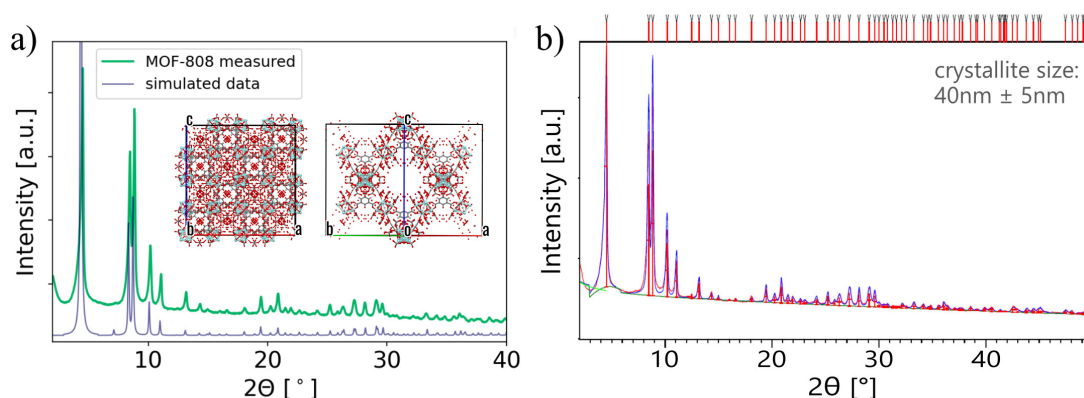 a)
Intensity [a.u.]
MOF-808 measured
simulated data
c
b
a
c
b
o
a
10
20
30
40
2Θ [°]
b)
Intensity [a.u.]
crystallite size:
40nm ± 5nm
10
20
30
40
2Θ [°]